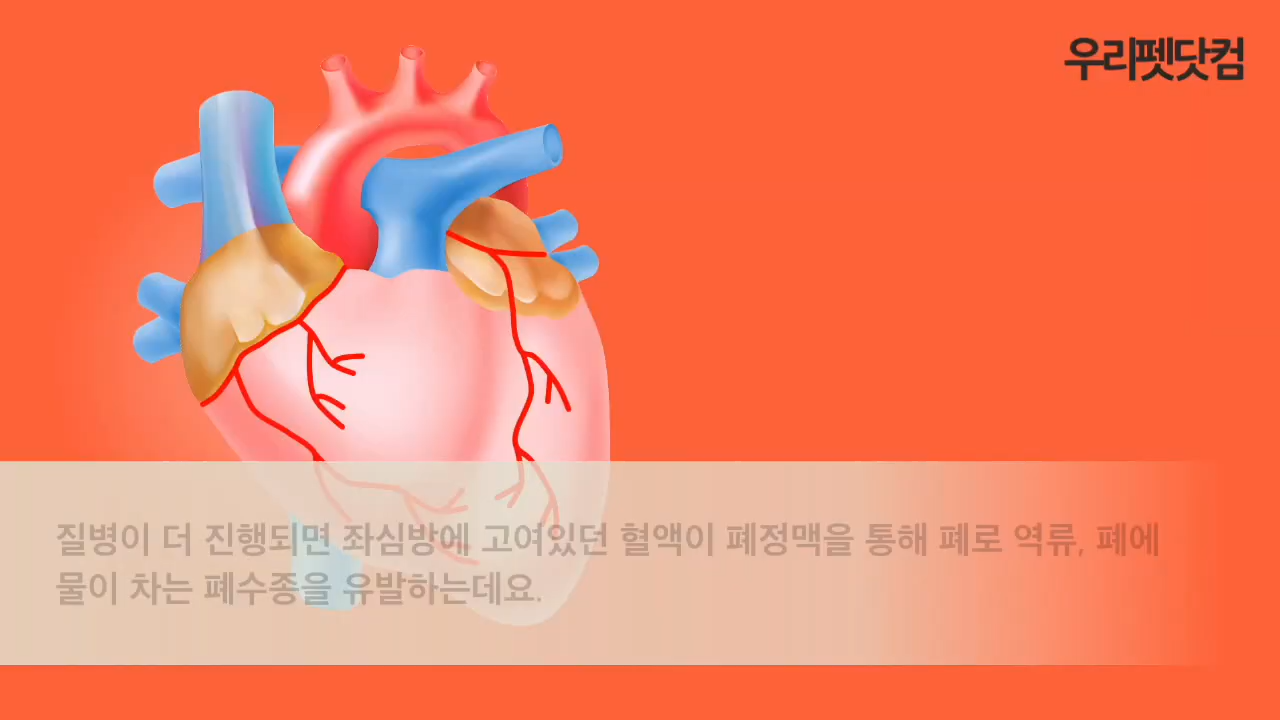 우리펫닷컴
질병이 더 진행되면 좌심방에 고여있던 혈액이 폐정맥을 통해 폐로 역류, 폐에
물이 차는 폐수종을 유발하는데요.